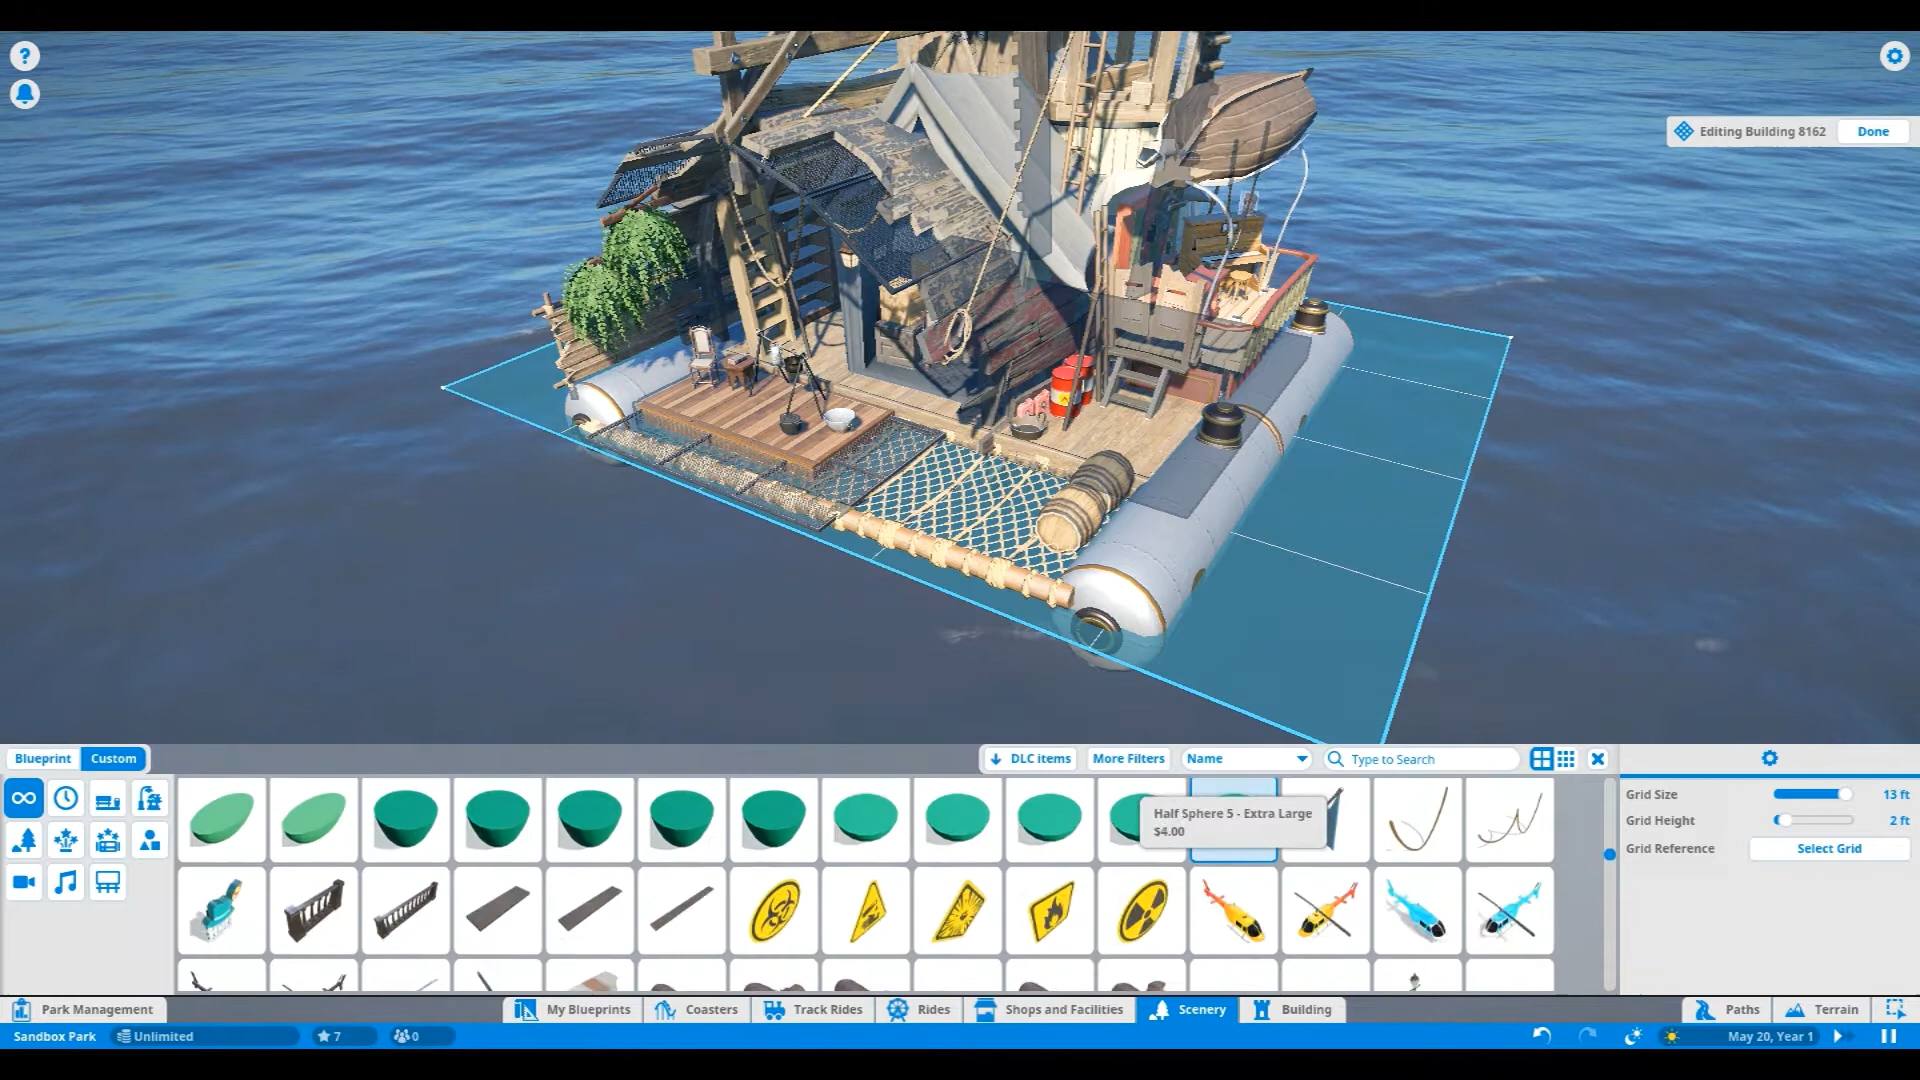 ?
Editing Building 8162 Done
Blueprint Custom
DLC items More Filters Name Type to Search
Half Sphere 5 - Extra Large
$4.00
Grid Size 13 ft
Grid Height 2 ft
Grid Reference Select Grid
Park Management My Blueprints Coasters Track Rides Rides Shops and Facilities Scenery Building Paths Terrain
Sandbox Park Unlimited 7 0 May 20, Year 1